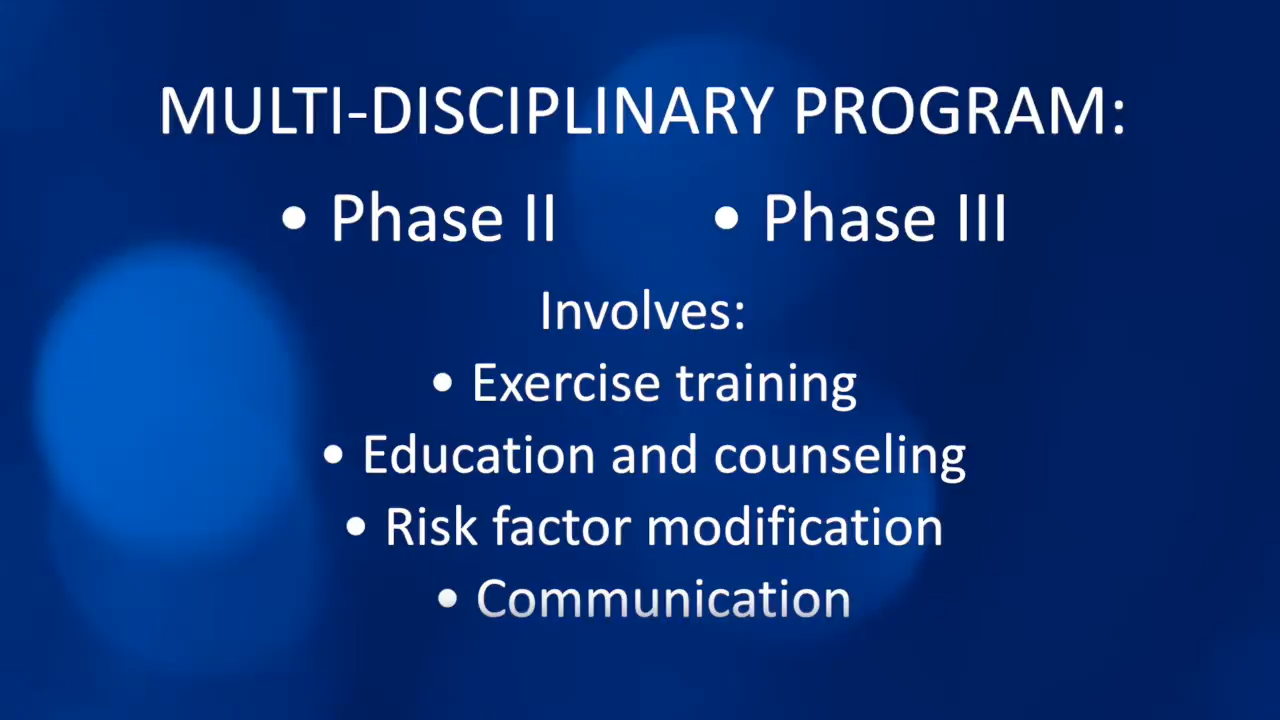 MULTI-DISCIPLINARY PROGRAM:
• Phase II • Phase III
Involves:
• Exercise training
• Education and counseling
• Risk factor modification
• Communication